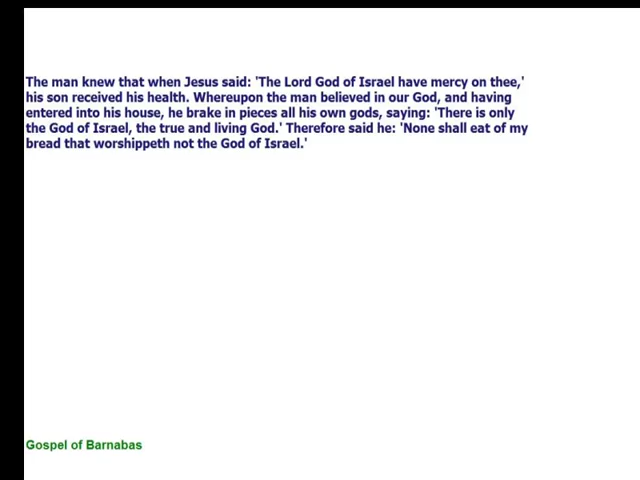 The man knew that when Jesus said: 'The Lord God of Israel have mercy on thee,'
his son received his health. Whereupon the man believed in our God, and having
entered into his house, he brake in pieces all his own gods, saying: 'There is only
the God of Israel, the true and living God.' Therefore said he: 'None shall eat of my
bread that worshippeth not the God of Israel.'
Gospel of Barnabas